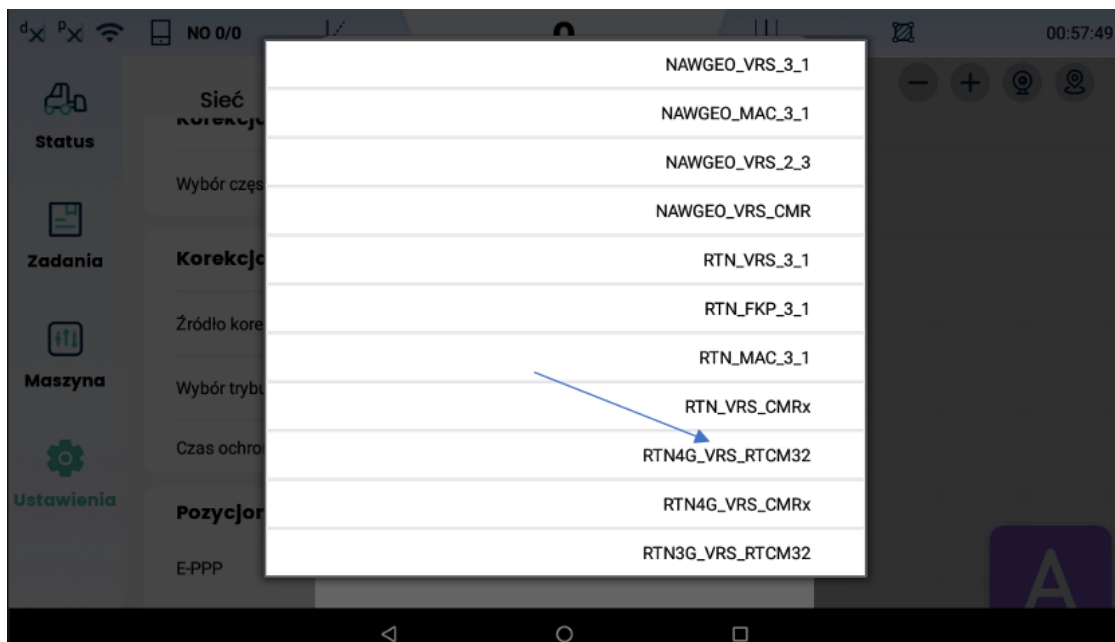 NO 0/0
00:57:49
Status
Zadania
Maszyna
Ustawienia
Sieć
Wybór częs
Korekcja
Źródło kore
Wybór trybu
Czas ochro
Pozycjor
E-PPP
NAWGEO_VRS_3_1
NAWGEO_MAC_3_1
NAWGEO_VRS_2_3
NAWGEO_VRS_CMR
RTN_VRS_3_1
RTN_FKP_3_1
RTN_MAC_3_1
RTN_VRS_CMRx
RTN4G_VRS_RTCM32
RTN4G_VRS_CMRx
RTN3G_VRS_RTCM32
A